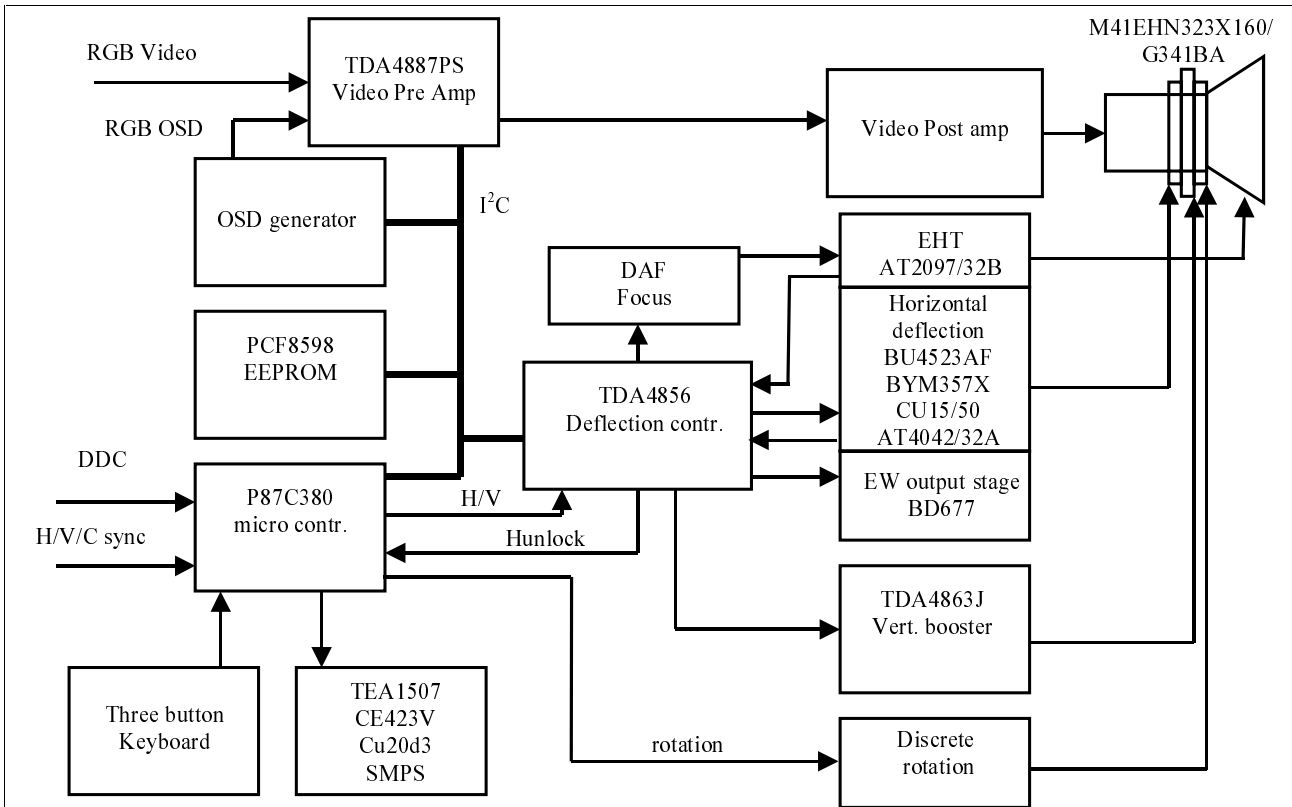 M41EHN323X160/
G341BA
RGB Video
TDA4887PS
Video Pre Amp
RGB OSD
Video Post amp
OSD generator
I²C
EHT
AT2097/32B
DAF
Focus
Horizontal
deflection
BU4523AF
BYM357X
CU15/50
AT4042/32A
PCF8598
EEPROM
TDA4856
Deflection contr.
DDC
P87C380
micro contr.
H/V
EW output stage
BD677
H/V/C sync
Hunlock
TDA4863J
Vert. booster
Three button
Keyboard
TEA1507
CE423V
Cu20d3
SMPS
rotation
Discrete
rotation